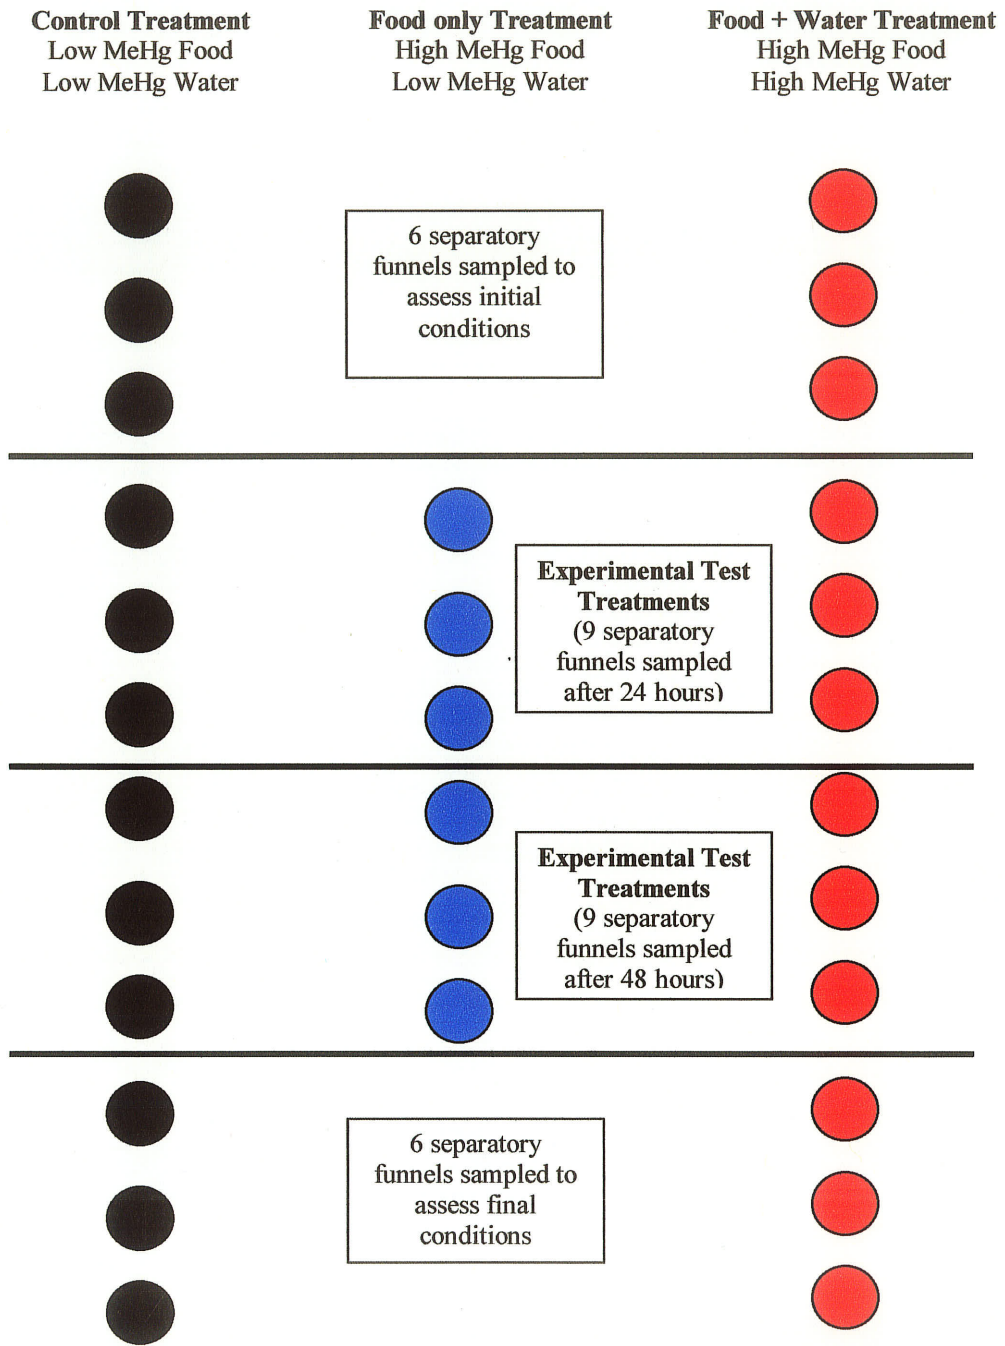 Control Treatment
Low MeHg Food
Low MeHg Water
Food only Treatment
High MeHg Food
Low MeHg Water
Food + Water Treatment
High MeHg Food
High MeHg Water
6 separatory
funnels sampled to
assess initial
conditions
Experimental Test
Treatments
(9 separatory
funnels sampled
after 24 hours)
Experimental Test
Treatments
(9 separatory
funnels sampled
after 48 hours)
6 separatory
funnels sampled to
assess final
conditions